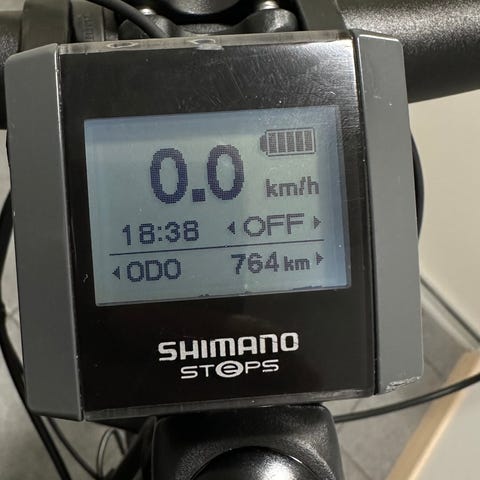 0.0 km/h
18:38 OFF
ODO 764 km
SHIMANO
STePS